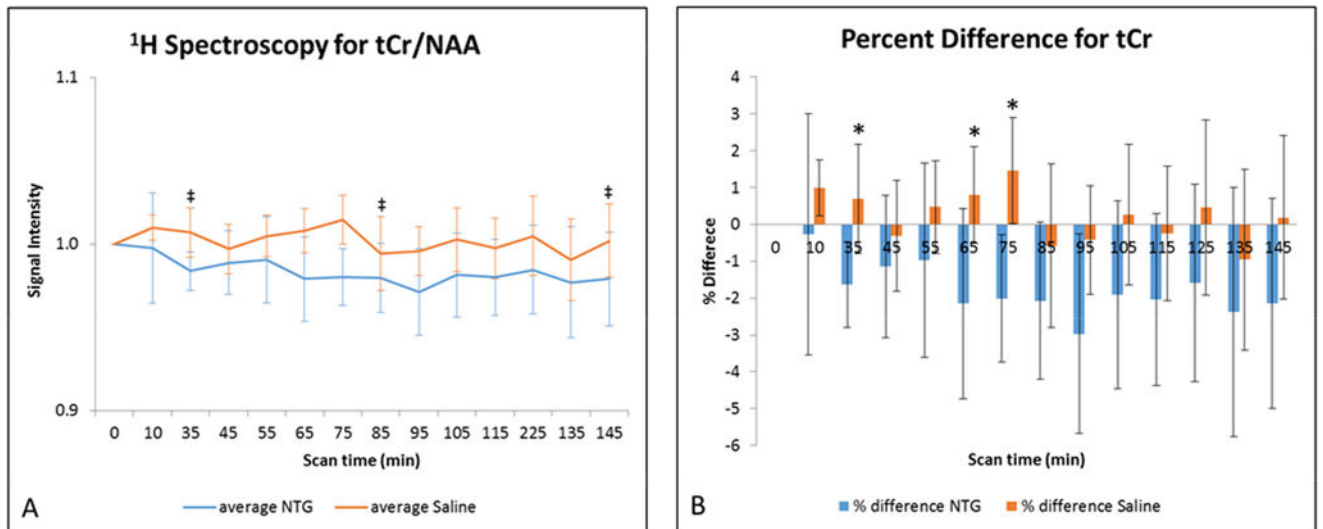 ¹H Spectroscopy for tCr/NAA
1.1
1.0
0.9
Signal Intensity
‡ ‡ ‡
0 10 35 45 55 65 75 85 95 105 115 225 135 145
Scan time (min)
average NTG average Saline
A
Percent Difference for tCr
4
3
2
1
0
-1
-2
-3
-4
-5
-6
% Differece
* * *
0 10 35 45 55 65 75 85 95 105 115 125 135 145
Scan time (min)
% difference NTG % difference Saline
B